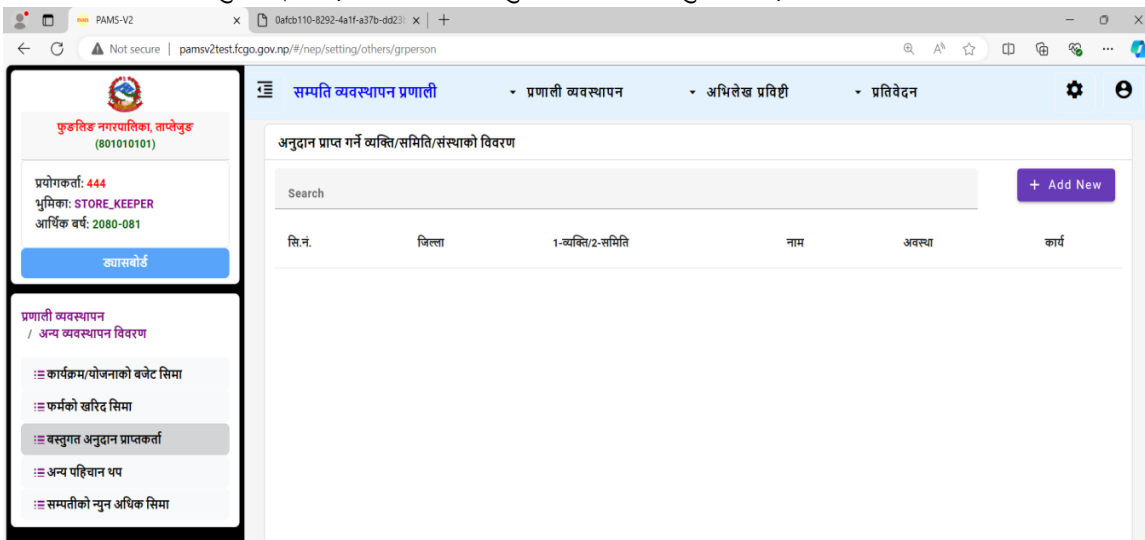 PAMS-V2
0afcb110-8292-4a1f-a37b-dd23
Not secure | pamsv2test.fcgo.gov.np/#/nep/setting/others/grperson
फुङलिङ नगरपालिका, ताप्लेजुङ
(801010101)
प्रयोगकर्ता: 444
भुमिका: STORE_KEEPER
आर्थिक बर्ष: 2080-081
ड्यासबोर्ड
प्रणाली व्यवस्थापन
/ अन्य व्यवस्थापन विवरण
कार्यक्रम/योजनाको बजेट सिमा
फर्मको खरिद सिमा
बस्तुगत अनुदान प्राप्तकर्ता
अन्य पहिचान थप
सम्पतीको न्युन अधिक सिमा
सम्पति व्यवस्थापन प्रणाली प्रणाली व्यवस्थापन अभिलेख प्रविष्टी प्रतिवेदन
अनुदान प्राप्त गर्ने व्यक्ति/समिति/संस्थाको विवरण
Search
+ Add New
सि.नं. जिल्ला 1-व्यक्ति/2-समिति नाम अवस्था कार्य